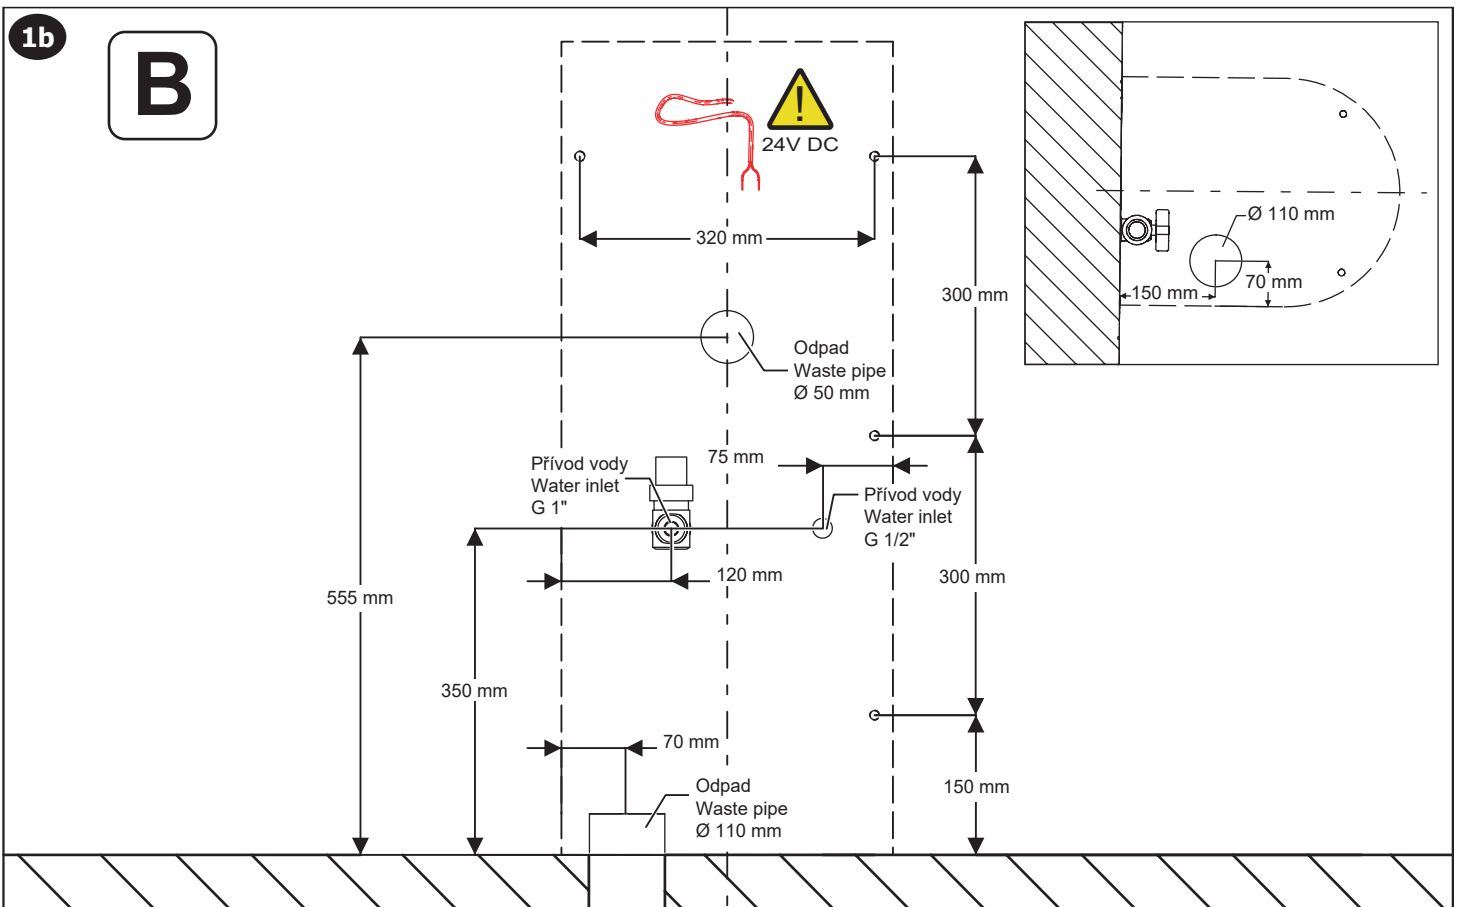 1b
B
24V DC
320 mm
300 mm
Ø 110 mm
150 mm
70 mm
Odpad
Waste pipe
Ø 50 mm
75 mm
Přívod vody
Water inlet
G 1"
Přívod vody
Water inlet
G 1/2"
120 mm
300 mm
555 mm
350 mm
70 mm
Odpad
Waste pipe
Ø 110 mm
150 mm